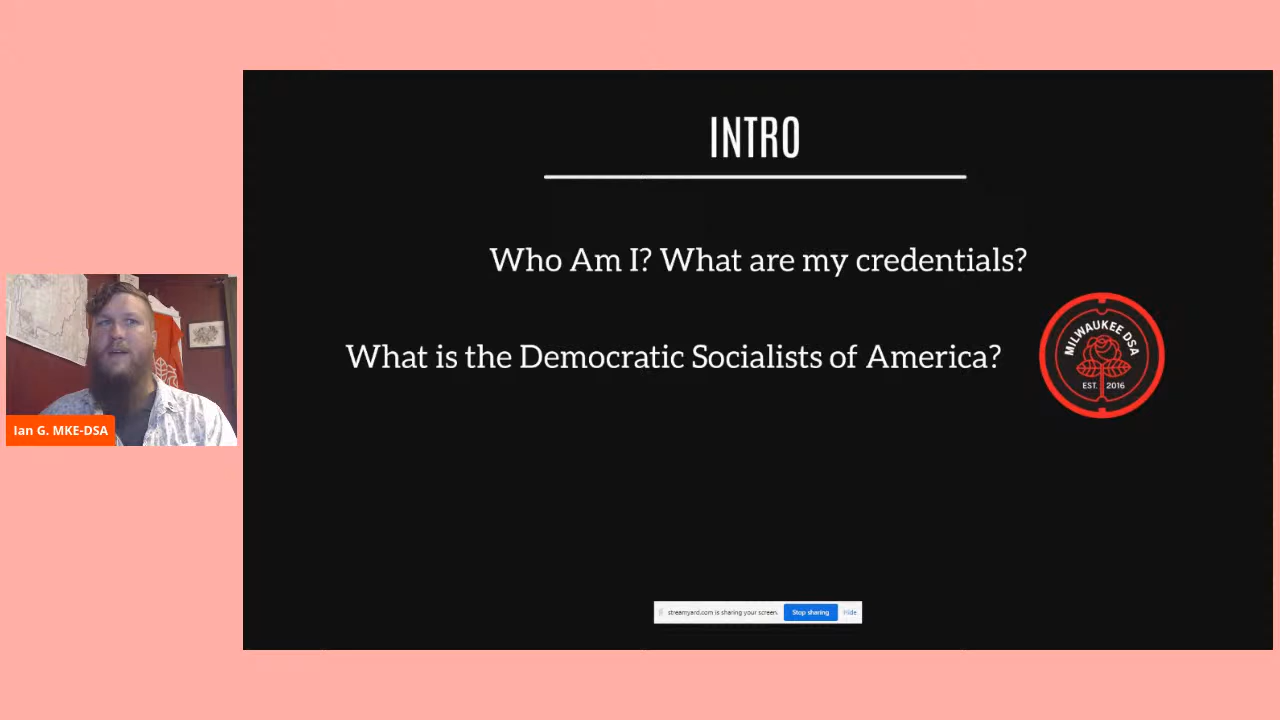 INTRO
Who Am I? What are my credentials?
What is the Democratic Socialists of America?
MILWAUKEE DSA
EST. 2016
Ian G. MKE-DSA
streamyard.com is sharing your screen.
Stop sharing
Hide